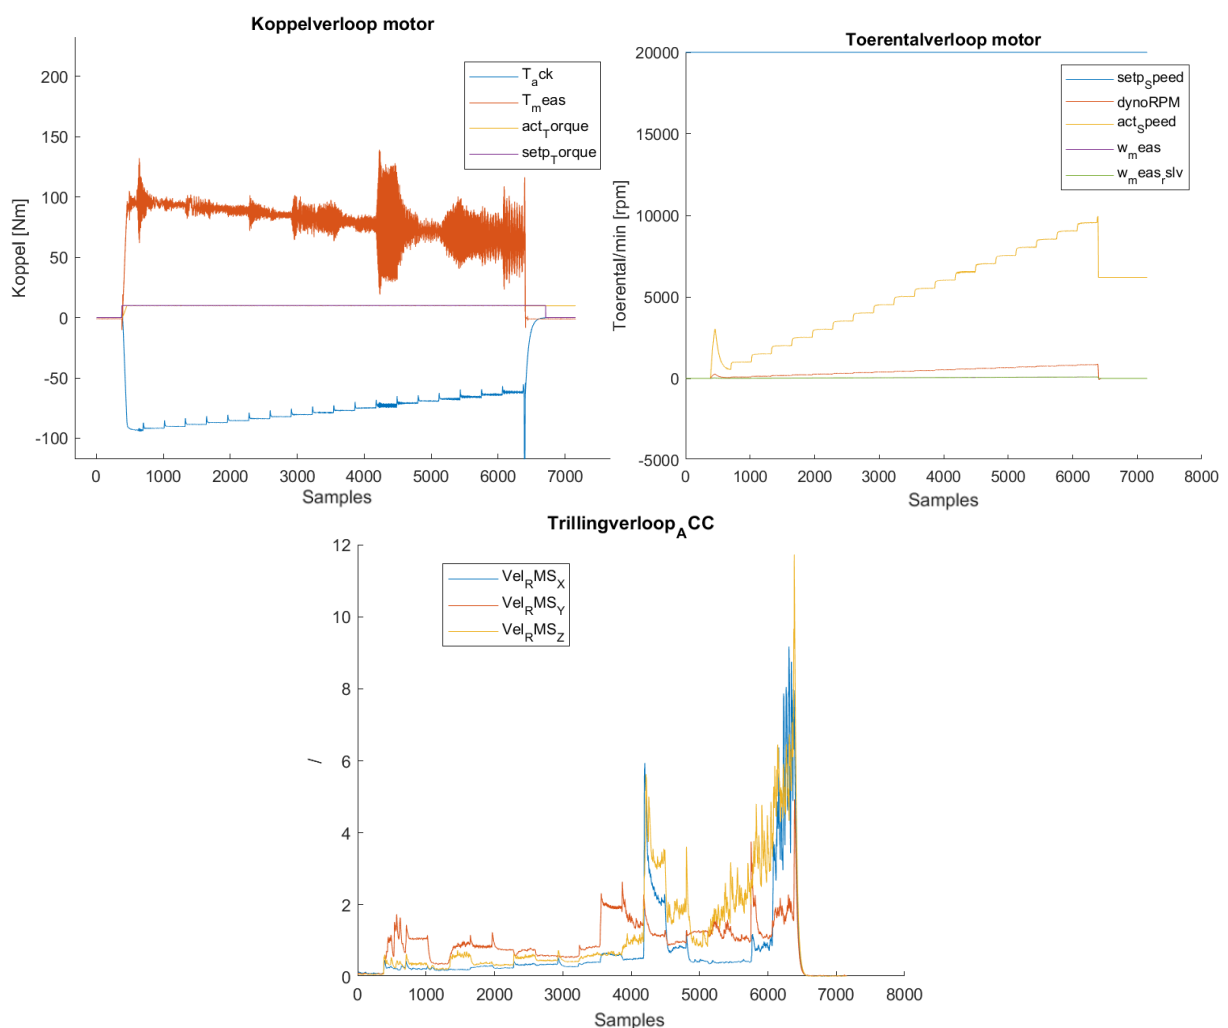 Koppelverloop motor
Koppel [Nm]
200
150
100
50
0
-50
-100
0 1000 2000 3000 4000 5000 6000 7000
Samples
T_ack
T_meas
act_Torque
setp_Torque
Toerentalverloop motor
Toerental/min [rpm]
20000
15000
10000
5000
0
-5000
0 1000 2000 3000 4000 5000 6000 7000 8000
Samples
setp_Speed
dynoRPM
act_Speed
w_meas
w_meas_rslv
Trillingverloop_ACC
/
12
10
8
6
4
2
0
0 1000 2000 3000 4000 5000 6000 7000 8000
Samples
Vel_RMS_X
Vel_RMS_Y
Vel_RMS_Z